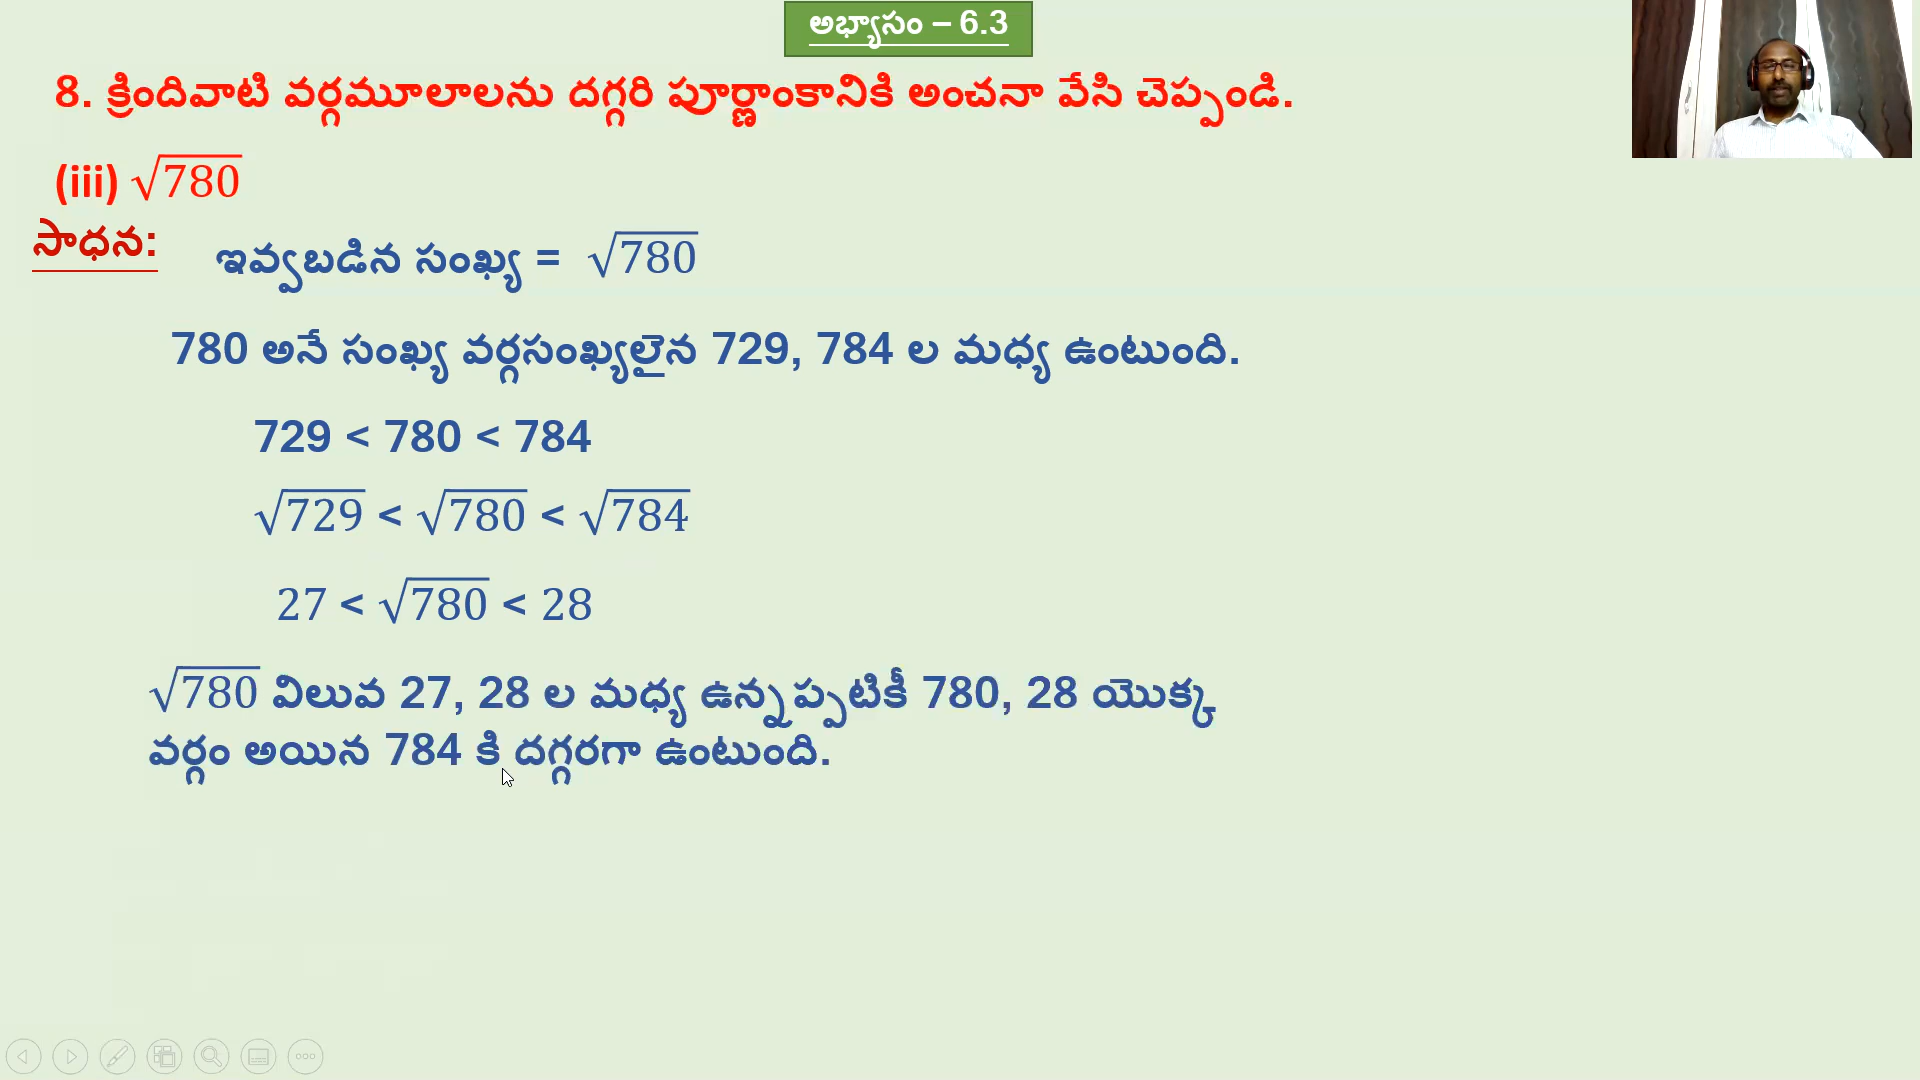 అభ్యాసం – 6.3
8. క్రిందివాటి వర్గమూలాలను దగ్గరి పూర్ణాంకానికి అంచనా వేసి చెప్పండి.
(iii) √780
సాధన:
ఇవ్వబడిన సంఖ్య = √780
780 అనే సంఖ్య వర్గసంఖ్యలైన 729, 784 ల మధ్య ఉంటుంది.
729 < 780 < 784
√729 < √780 < √784
27 < √780 < 28
√780 విలువ 27, 28 ల మధ్య ఉన్నప్పటికీ 780, 28 యొక్క
వర్గం అయిన 784 కి దగ్గరగా ఉంటుంది.